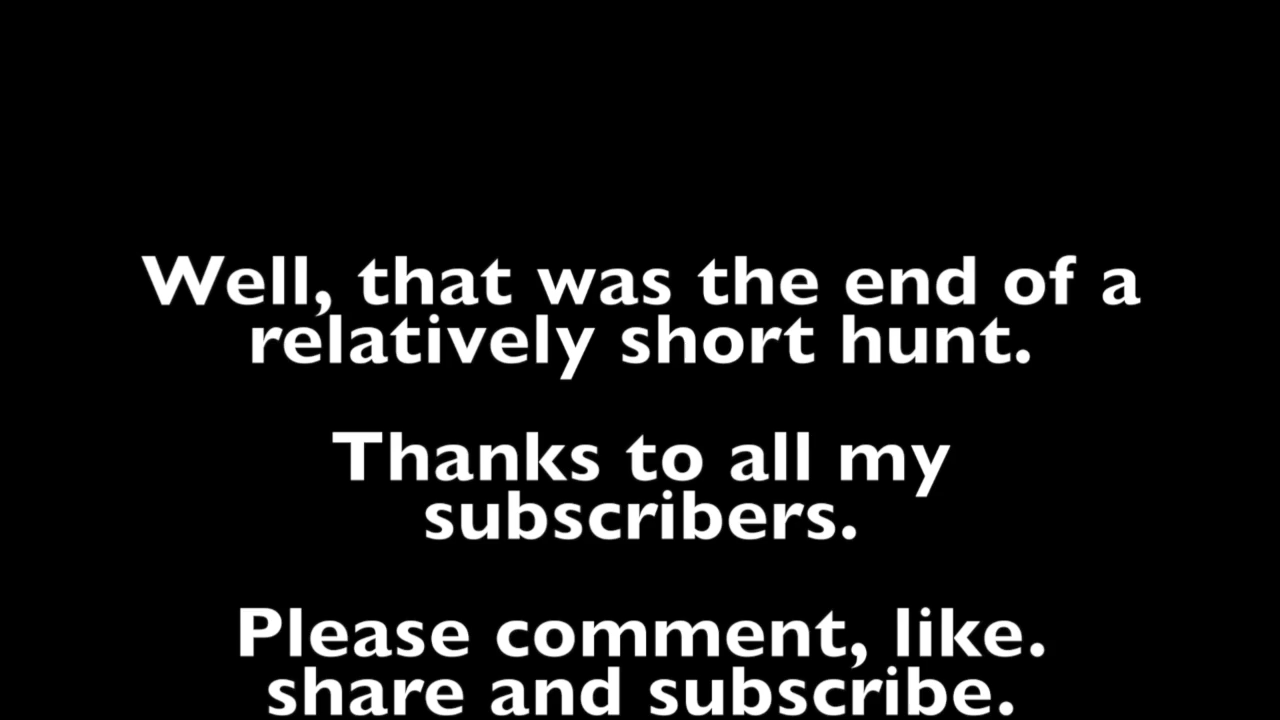 Well, that was the end of a
relatively short hunt.
Thanks to all my
subscribers.
Please comment, like.
share and subscribe.